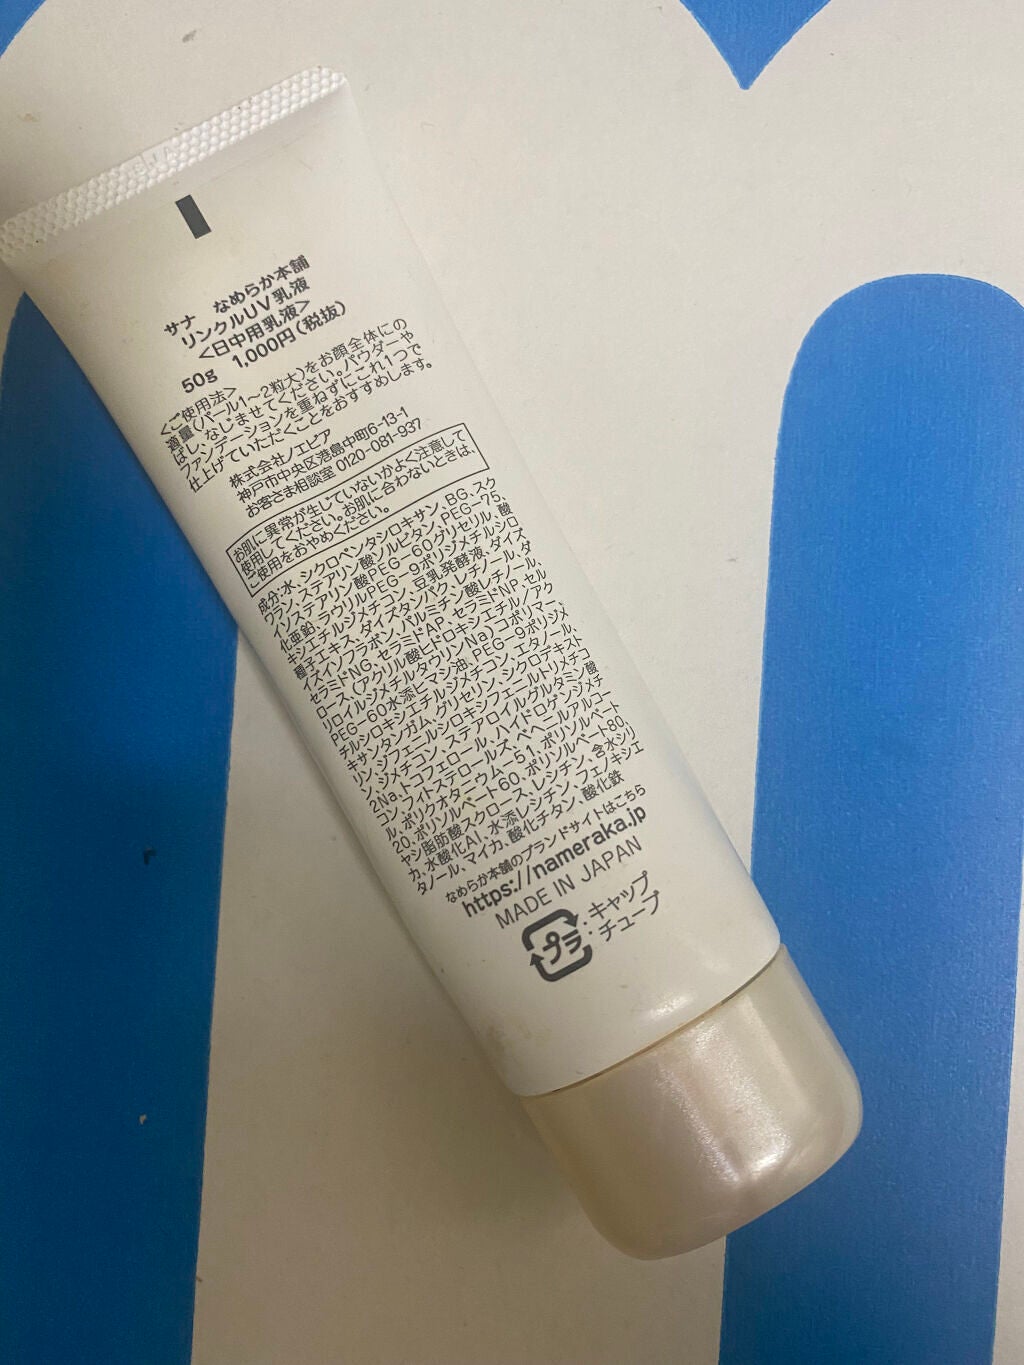 サナ なめらか本舗
リンクルUV乳液
<日中用乳液>
50g 1,000円(税抜)
<ご使用法>
適量(パール1～2粒大)をお顔全体にの
ばし、なじませてください。パウダーや
ファンデーションを重ねずにこれ1つで
仕上げていただくことをおすすめします。
株式会社ノエビア
神戸市中央区港島中町6-13-1
お客さま相談室 0120-081-937
お肌に異常が生じていないかよく注意して
使用してください。お肌に合わないときは、
ご使用をおやめください。
成分:水、シクロペンタシロキサン、BG、スク
ワラン、ステアリン酸ソルビタン、PEG-75、
イソステアリン酸PEG-60グリセリル、酸
化亜鉛、ラウリルPEG-9ポリジメチルシロ
キシエチルジメチコン、豆乳発酵液、ダイズ
種子エキス、ダイズタンパク、レチノール、ダ
イズイソフラボン、パルミチン酸レチノール、
セラミドNG、セラミドAP、セラミドNP、セル
ロース、(アクリル酸ヒドロキシエチル/アク
リロイルジメチルタウリンNa)コポリマー、
PEG-60水添ヒマシ油、PEG-9ポリジメ
チルシロキシエチルジメチコン、エタノール、
キサンタンガム、グリセリン、シクロデキスト
リン、ジフェニルシロキシフェニルトリメチコ
ン、ジメチコン、ステアロイルグルタミン酸
2Na、トコフェロール、ハイドロゲンジメチ
コン、フィトステロールズ、ベヘニルアルコー
ル、ポリクオタニウム-51、ポリソルベート
20、ポリソルベート60、ポリソルベート80、
ヤシ脂肪酸スクロース、レシチン、含水シリ
カ、水酸化Al、水添レシチン、フェノキシエ
タノール、マイカ、酸化チタン、酸化鉄
なめらか本舗のブランドサイトはこちら
https://nameraka.jp
MADE IN JAPAN
プラ
:キャップ
チューブ